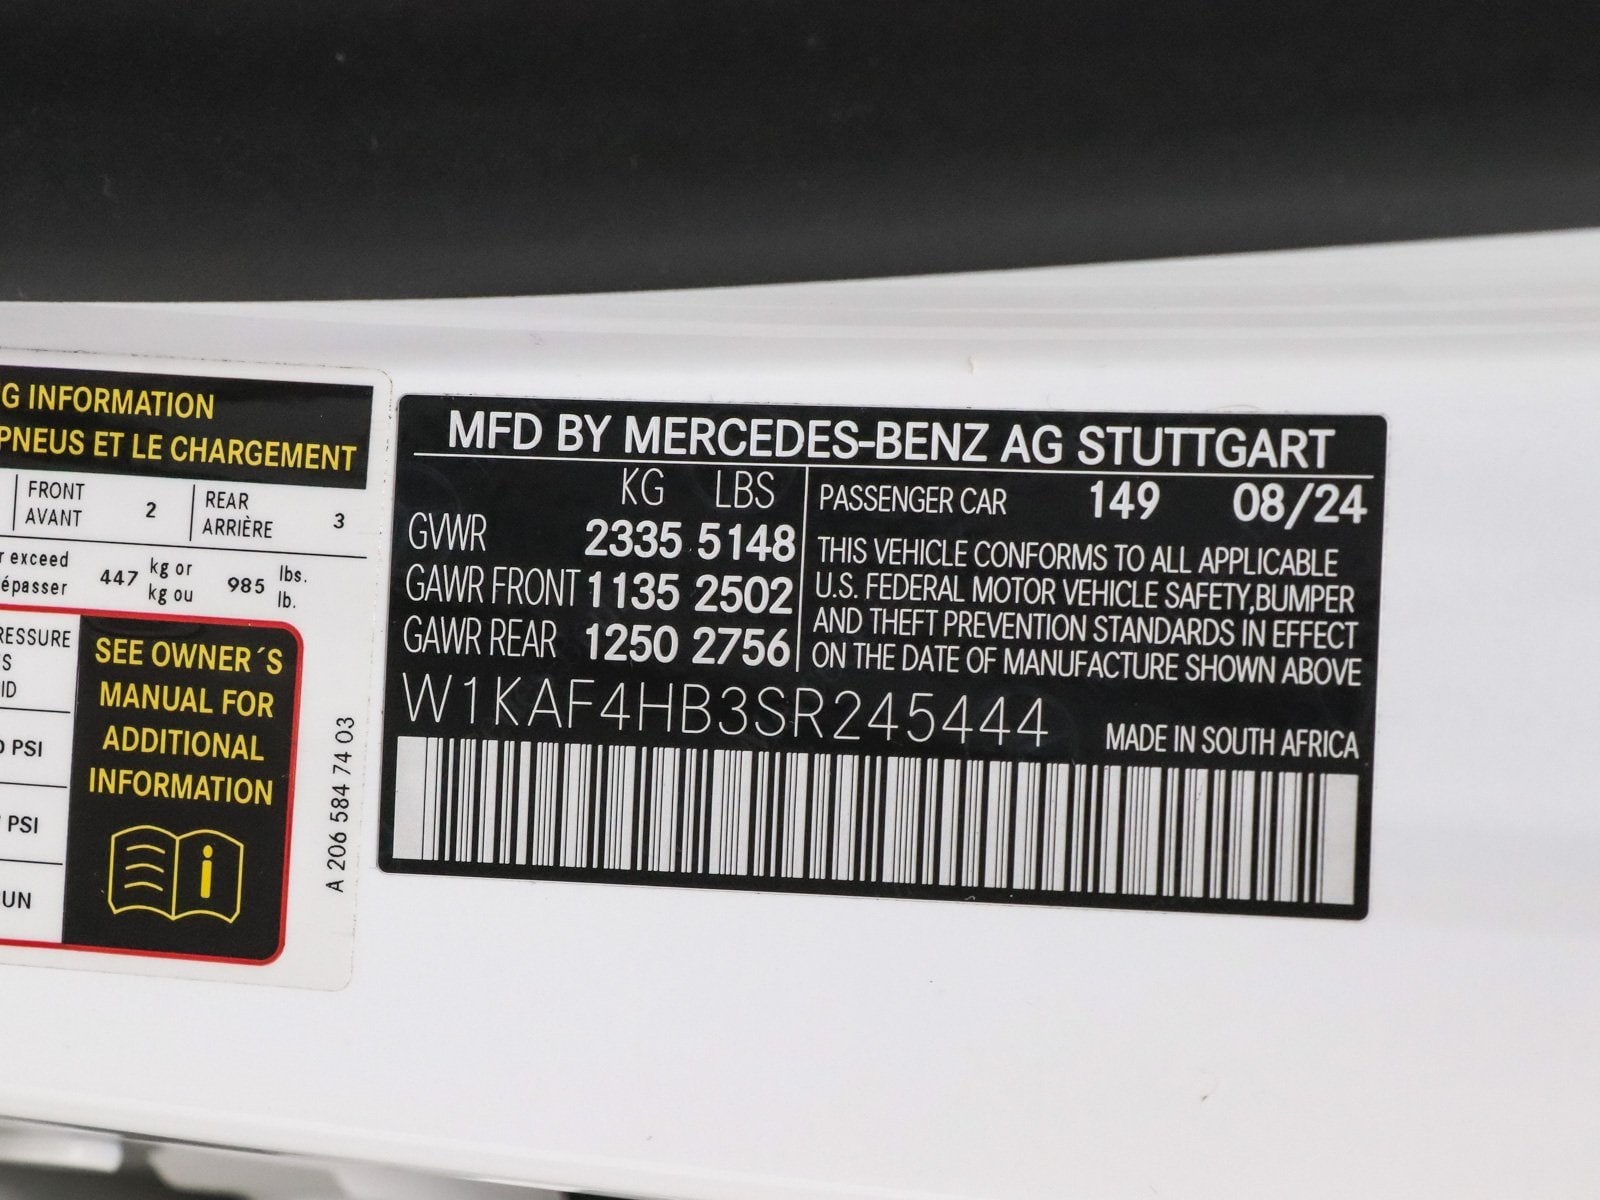 G INFORMATION
PNEUS ET LE CHARGEMENT
FRONT
AVANT
2
REAR
ARRIÈRE
3
exceed
447
kg or
kg ou
985
lbs.
lb.
SEE OWNER´S
MANUAL FOR
ADDITIONAL
INFORMATION
i
PSI
PSI
A 206 584 74 03
MFD BY MERCEDES-BENZ AG STUTTGART
KG LBS
GVWR 2335 5148
GAWR FRONT 1135 2502
GAWR REAR 1250 2756
PASSENGER CAR 149 08/24
THIS VEHICLE CONFORMS TO ALL APPLICABLE
U.S. FEDERAL MOTOR VEHICLE SAFETY,BUMPER
AND THEFT PREVENTION STANDARDS IN EFFECT
ON THE DATE OF MANUFACTURE SHOWN ABOVE
W1KAF4HB3SR245444
MADE IN SOUTH AFRICA